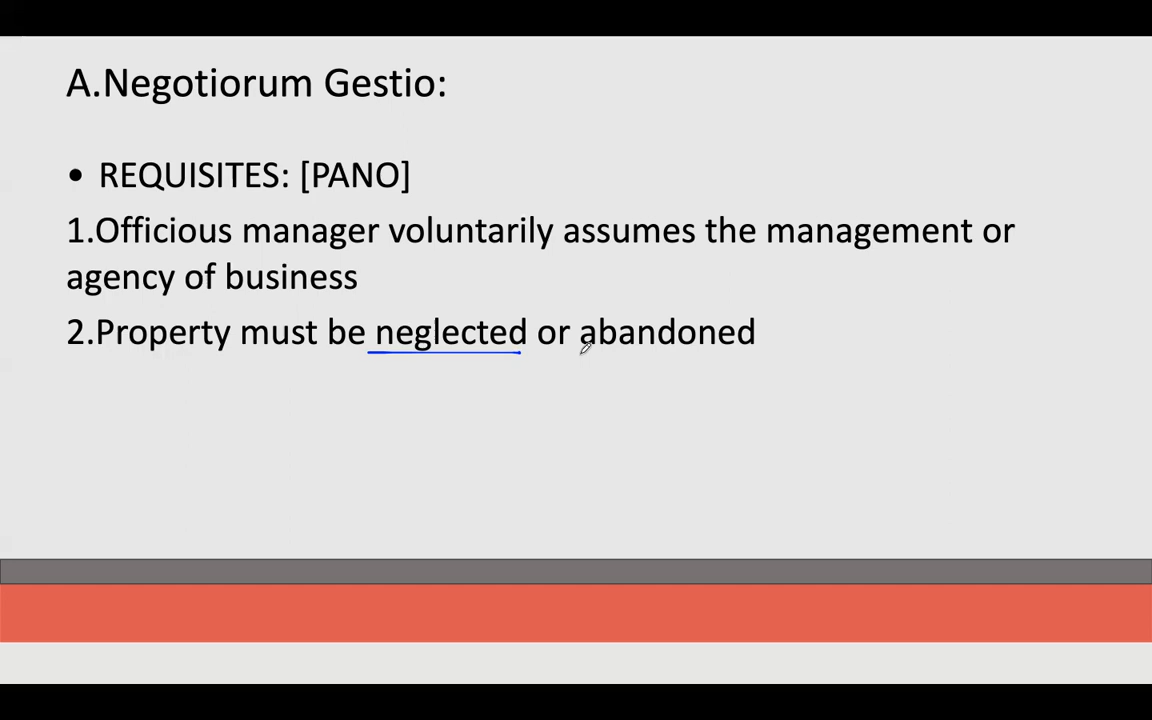 A.Negotiorum Gestio:
• REQUISITES: [PANO]
1.Officious manager voluntarily assumes the management or
agency of business
2.Property must be neglected or abandoned